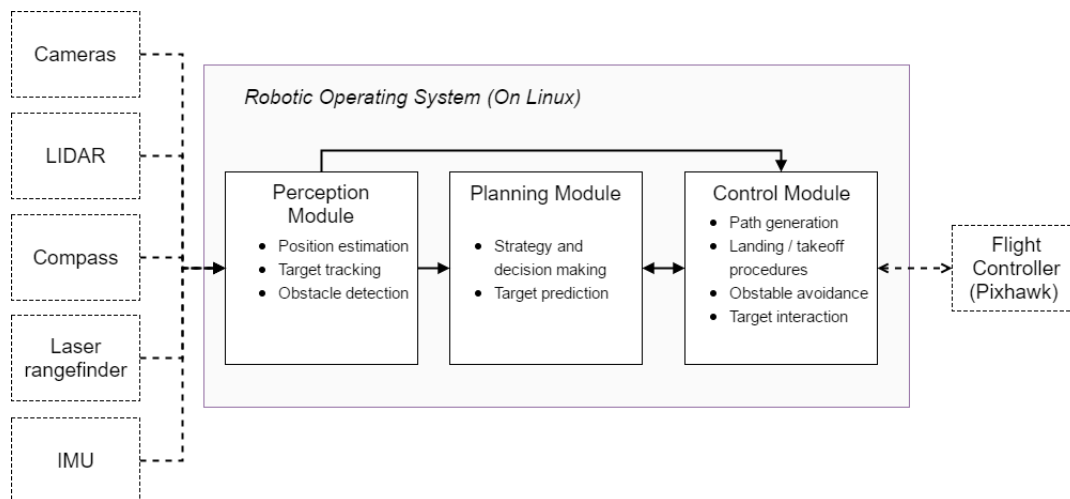 Cameras
LIDAR
Compass
Laser
rangefinder
IMU
Robotic Operating System (On Linux)
Perception
Module
• Position estimation
• Target tracking
• Obstacle detection
Planning Module
• Strategy and
decision making
• Target prediction
Control Module
• Path generation
• Landing / takeoff
procedures
• Obstable avoidance
• Target interaction
Flight
Controller
(Pixhawk)